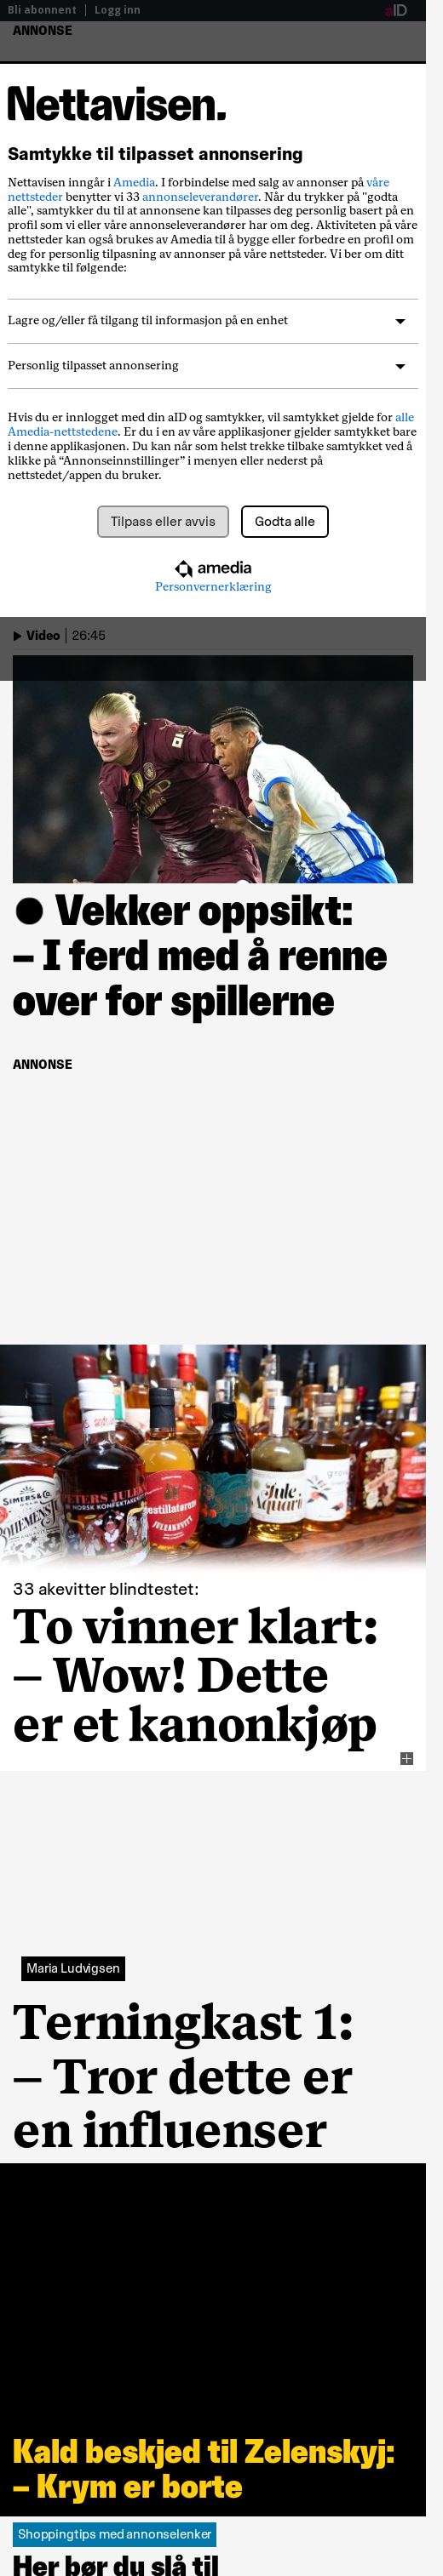 Bli abonnent | Logg inn aID
ANNONSE
Nettavisen.
Samtykke til tilpasset annonsering
Nettavisen inngår i Amedia. I forbindelse med salg av annonser på våre
nettsteder benytter vi 33 annonseleverandører. Når du trykker på "godta
alle", samtykker du til at annonsene kan tilpasses deg personlig basert på en
profil som vi eller våre annonseleverandører har om deg. Aktiviteten på våre
nettsteder kan også brukes av Amedia til å bygge eller forbedre en profil om
deg for personlig tilpasning av annonser på våre nettsteder. Vi ber om ditt
samtykke til følgende:
Lagre og/eller få tilgang til informasjon på en enhet
Personlig tilpasset annonsering
Hvis du er innlogget med din aID og samtykker, vil samtykket gjelde for alle
Amedia-nettstedene. Er du i en av våre applikasjoner gjelder samtykket bare
i denne applikasjonen. Du kan når som helst trekke tilbake samtykket ved å
klikke på “Annonseinnstillinger” i menyen eller nederst på
nettstedet/appen du bruker.
Tilpass eller avvis Godta alle
amedia
Personvernerklæring
Video | 26:45
Vekker oppsikt:
– I ferd med å renne
over for spillerne
ANNONSE
33 akevitter blindtestet:
To vinner klart:
– Wow! Dette
er et kanonkjøp
Maria Ludvigsen
Terningkast 1:
– Tror dette er
en influenser
Kald beskjed til Zelenskyj:
– Krym er borte
Shoppingtips med annonselenker
Her bør du slå til